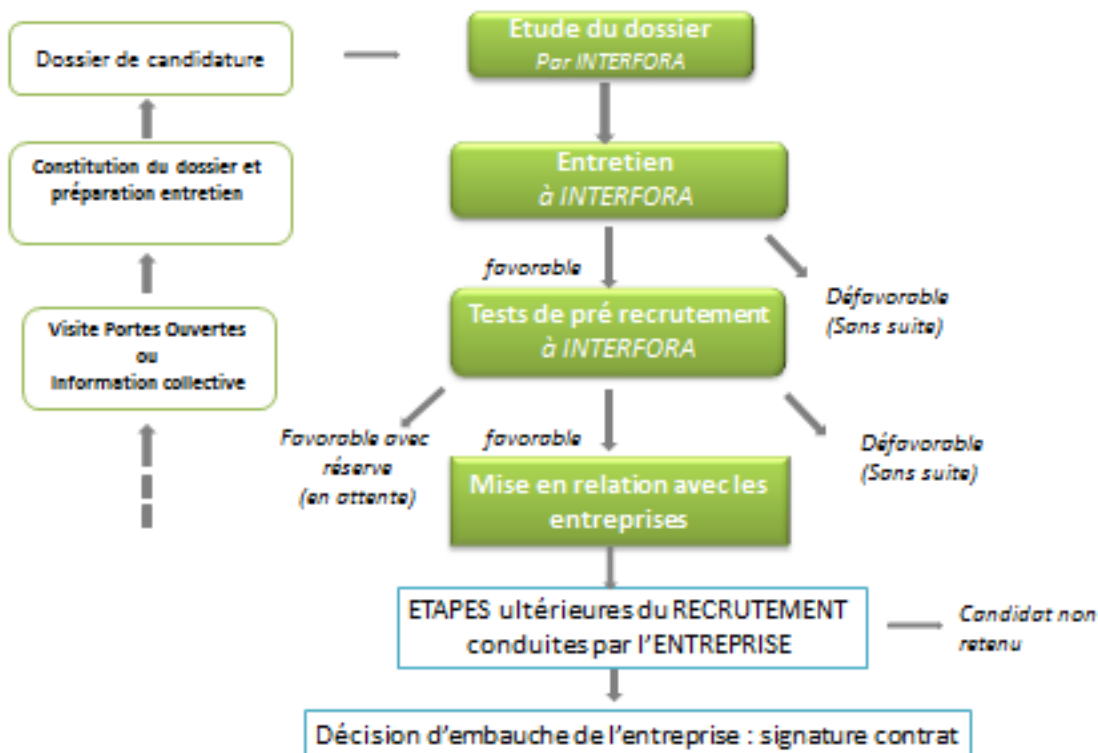 Dossier de candidature
Etude du dossier
Par INTERFORA
Constitution du dossier et
préparation entretien
Entretien
à INTERFORA
favorable
Défavorable
(Sans suite)
Visite Portes Ouvertes
ou
Information collective
Tests de pré recrutement
à INTERFORA
Favorable avec
réserve
(en attente)
favorable
Défavorable
(Sans suite)
Mise en relation avec les
entreprises
ETAPES ultérieures du RECRUTEMENT
conduites par l'ENTREPRISE
Candidat non
retenu
Décision d'embauche de l'entreprise : signature contrat